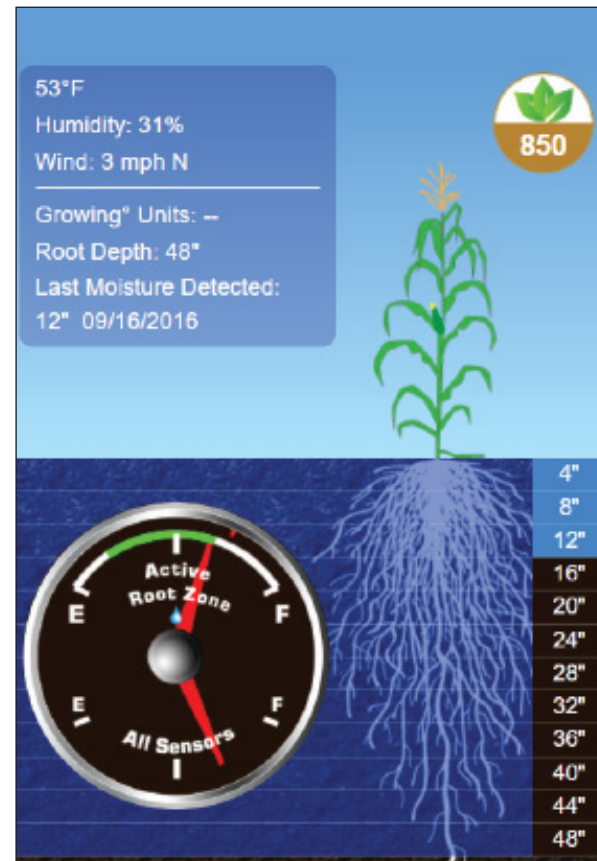 53°F
Humidity: 31%
Wind: 3 mph N
Growing° Units: --
Root Depth: 48"
Last Moisture Detected:
12" 09/16/2016
850
4"
8"
12"
16"
20"
24"
28"
32"
36"
40"
44"
48"
Active
Root Zone
E F
E F
All Sensors